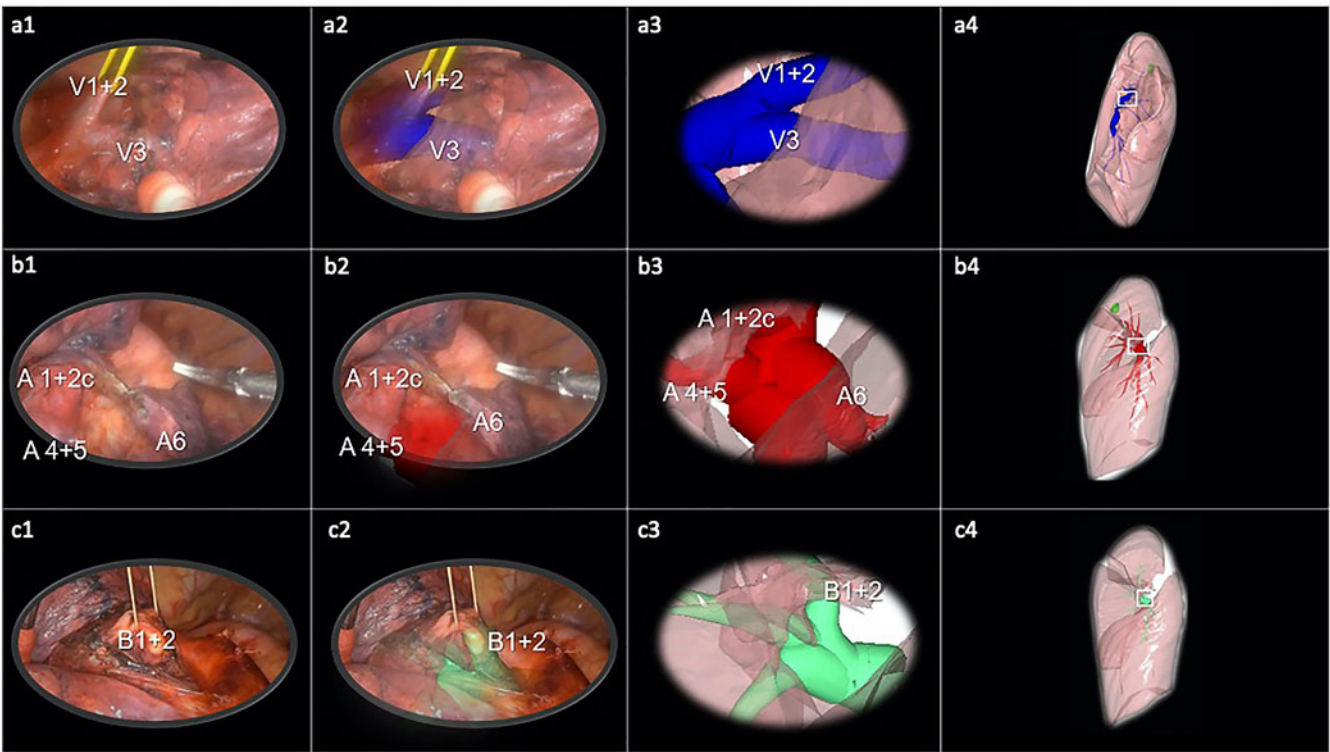 a1
a2
a3
a4
V1+2
V3
V1+2
V3
V1+2
V3
b1
b2
b3
b4
A 1+2c
A 4+5
A6
A 1+2c
A 4+5
A6
A 1+2c
A 4+5
A6
c1
c2
c3
c4
B1+2
B1+2
B1+2